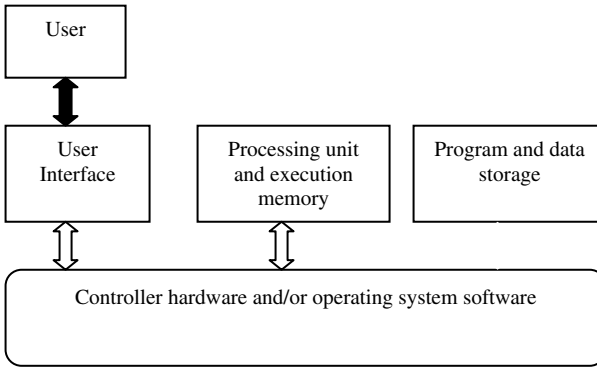 User
User
Interface
Processing unit
and execution
memory
Program and data
storage
Controller hardware and/or operating system software